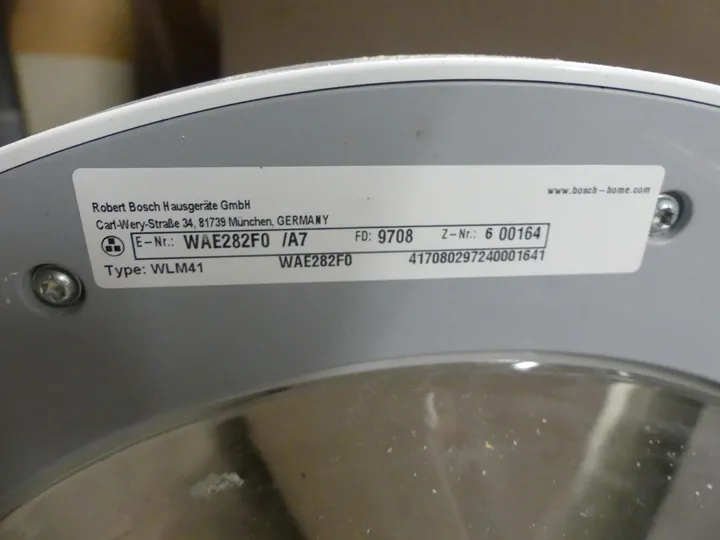 www.bosch-home.com
Robert Bosch Hausgeräte GmbH
Carl-Wery-Straße 34, 81739 München, GERMANY
E-Nr.: WAE282F0 /A7 FD: 9708 Z-Nr.: 6 00164
Type: WLM41 WAE282F0 417080297240001641